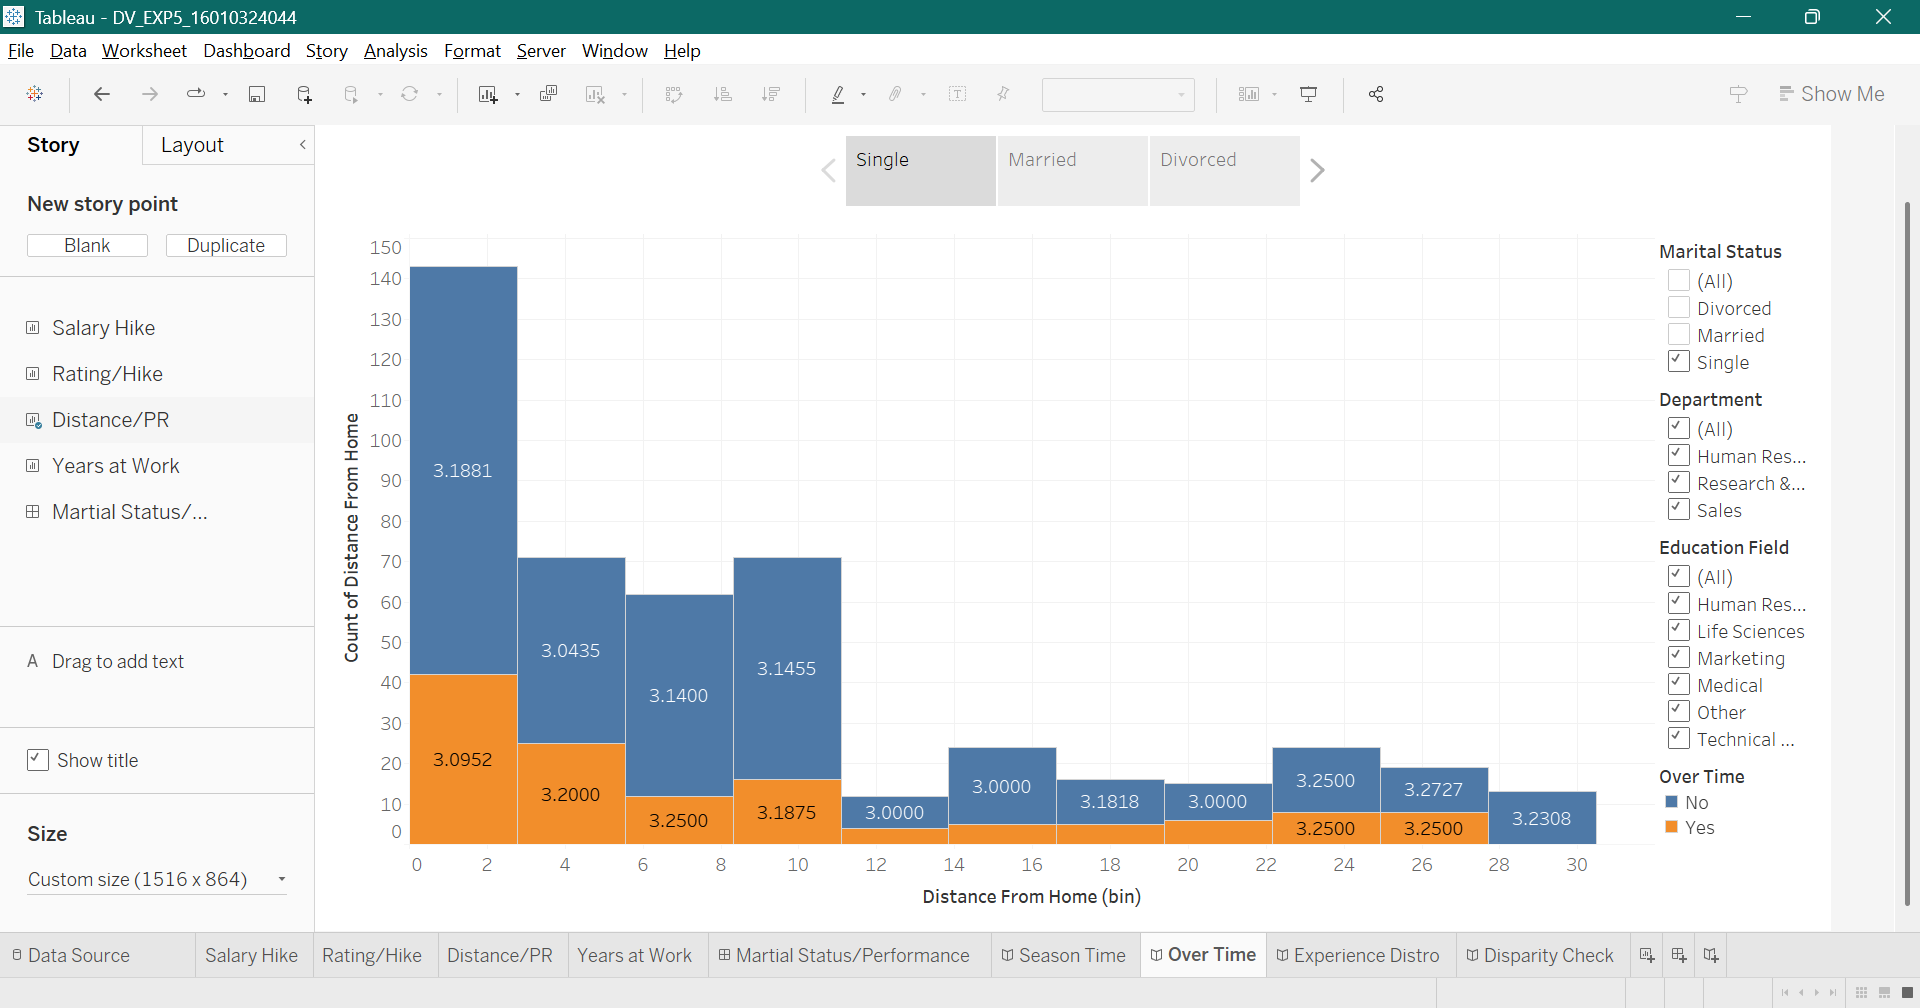 Tableau - DV_EXP5_16010324044
File Data Worksheet Dashboard Story Analysis Format Server Window Help
Show Me
Story Layout
New story point
Blank Duplicate
Salary Hike
Rating/Hike
Distance/PR
Years at Work
Martial Status/...
A Drag to add text
Show title
Size
Custom size (1516 x 864)
Single Married Divorced
Count of Distance From Home
150
140
130
120
110
100
90
80
70
60
50
40
30
20
10
0
3.1881
3.0952
3.0435
3.2000
3.1400
3.2500
3.1455
3.1875
3.0000
3.0000
3.1818
3.0000
3.2500
3.2500
3.2727
3.2500
3.2308
0 2 4 6 8 10 12 14 16 18 20 22 24 26 28 30
Distance From Home (bin)
Marital Status
(All)
Divorced
Married
Single
Department
(All)
Human Res...
Research &...
Sales
Education Field
(All)
Human Res...
Life Sciences
Marketing
Medical
Other
Technical ...
Over Time
No
Yes
Data Source Salary Hike Rating/Hike Distance/PR Years at Work Martial Status/Performance Season Time Over Time Experience Distro Disparity Check